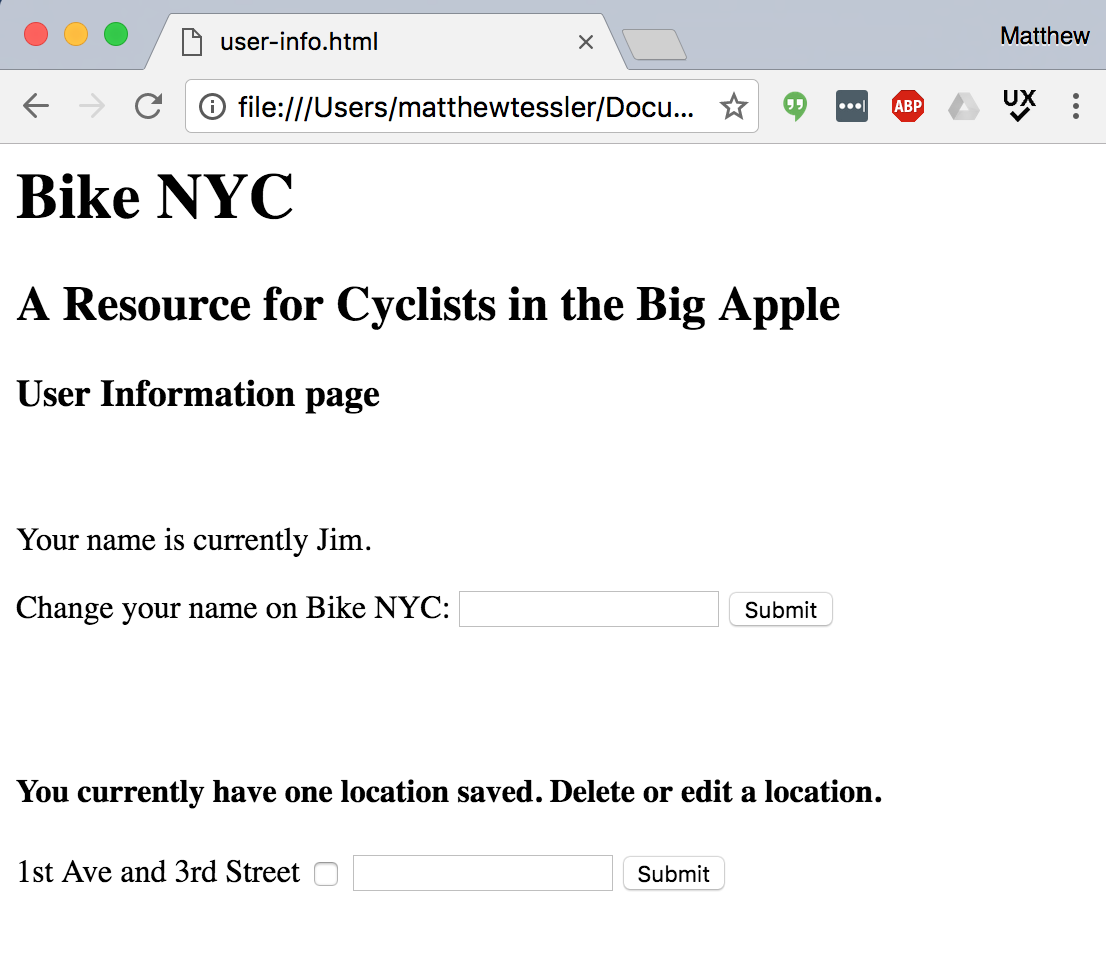 user-info.html
Matthew
file:///Users/matthewtessler/Docu...
ABP
UX
Bike NYC
A Resource for Cyclists in the Big Apple
User Information page
Your name is currently Jim.
Change your name on Bike NYC: Submit
You currently have one location saved. Delete or edit a location.
1st Ave and 3rd Street Submit